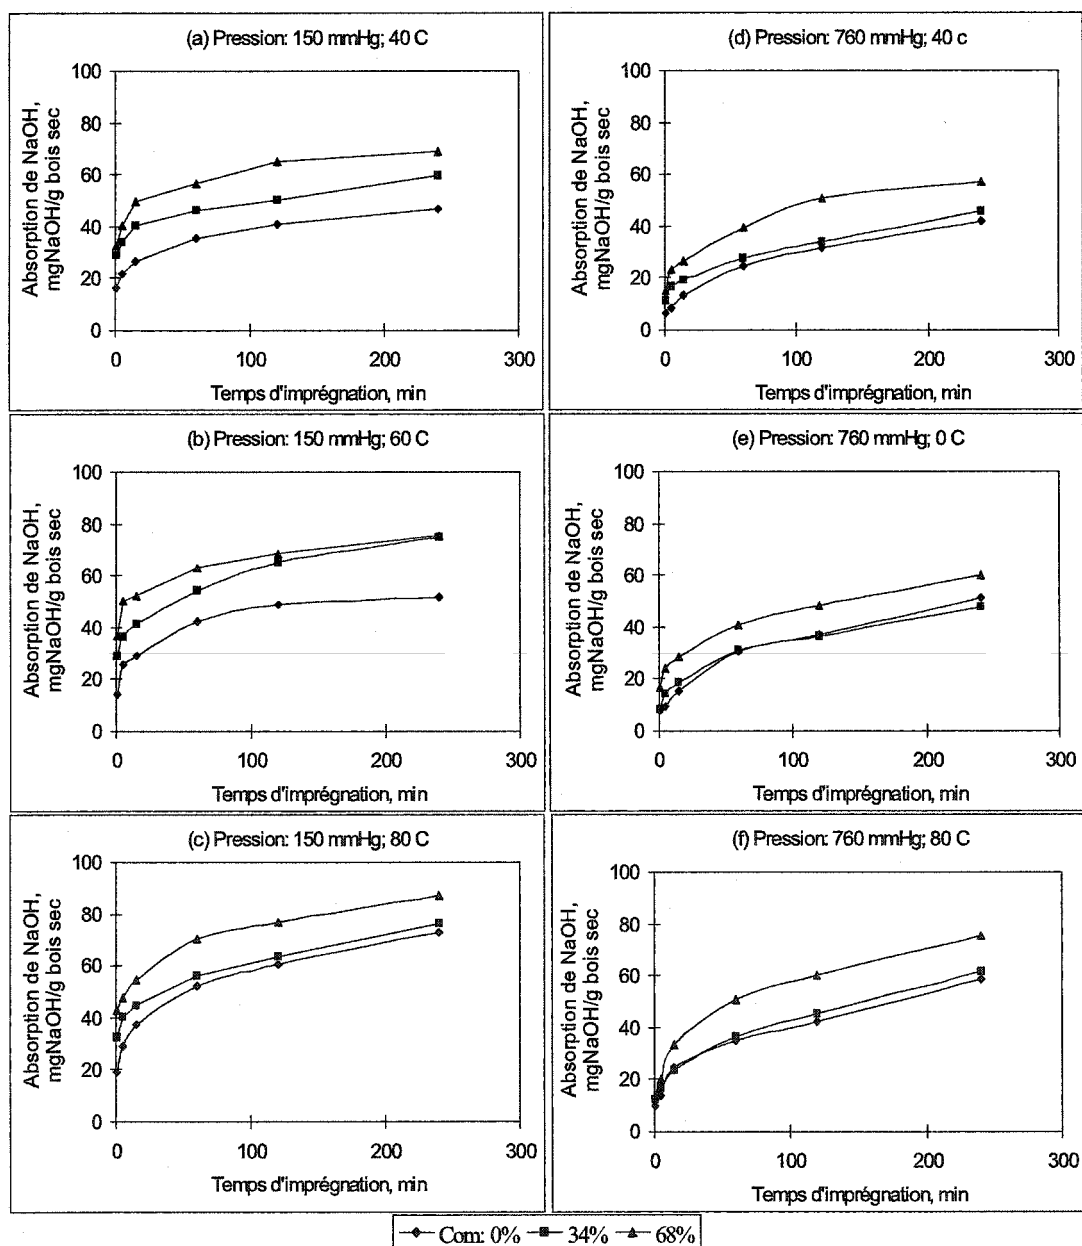 (a) Pression: 150 mmHg; 40 C
Absorption de NaOH,
mgNaOH/g bois sec
100
80
60
40
20
0
0 100 200 300
Temps d'imprégnation, min
(d) Pression: 760 mmHg; 40 c
Absorption de NaOH,
mgNaOH/g bois sec
100
80
60
40
20
0
0 100 200 300
Temps d'imprégnation, min
(b) Pression: 150 mmHg; 60 C
Absorption de NaOH,
mgNaOH/g bois sec
100
80
60
40
20
0
0 100 200 300
Temps d'imprégnation, min
(e) Pression: 760 mmHg; 0 C
Absorption de NaOH,
mgNaOH/g bois sec
100
80
60
40
20
0
0 100 200 300
Temps d'imprégnation, min
(c) Pression: 150 mmHg; 80 C
Absorption de NaOH,
mgNaOH/g bois sec
100
80
60
40
20
0
0 100 200 300
Temps d'imprégnation, min
(f) Pression: 760 mmHg; 80 C
Absorption de NaOH,
mgNaOH/g bois sec
100
80
60
40
20
0
0 100 200 300
Temps d'imprégnation, min
Com: 0% 34% 68%